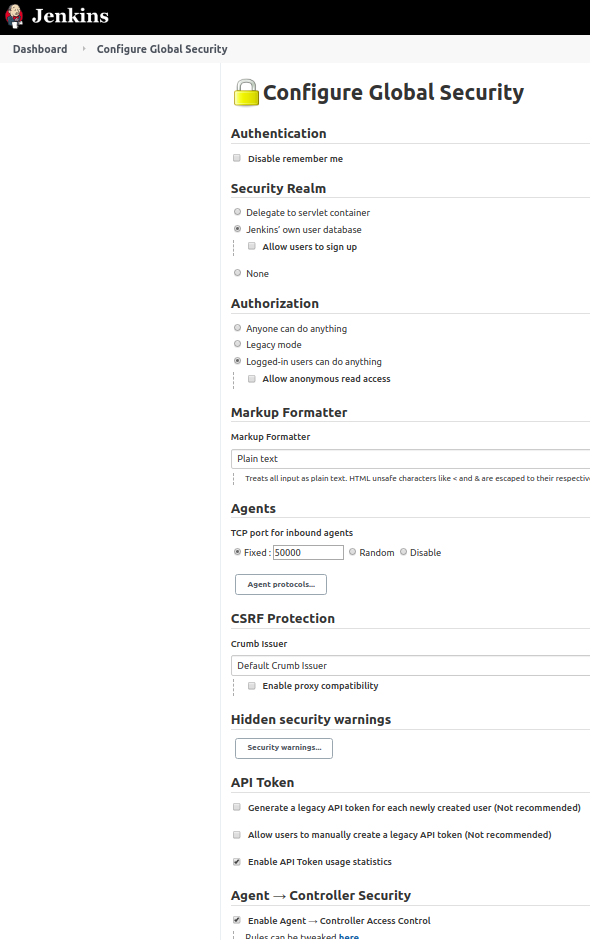 Jenkins
Dashboard › Configure Global Security
Configure Global Security
Authentication
Disable remember me
Security Realm
Delegate to servlet container
Jenkins’ own user database
Allow users to sign up
None
Authorization
Anyone can do anything
Legacy mode
Logged-in users can do anything
Allow anonymous read access
Markup Formatter
Markup Formatter
Plain text
Treats all input as plain text. HTML unsafe characters like < and & are escaped to their respective
Agents
TCP port for inbound agents
Fixed : 50000 Random Disable
Agent protocols...
CSRF Protection
Crumb Issuer
Default Crumb Issuer
Enable proxy compatibility
Hidden security warnings
Security warnings...
API Token
Generate a legacy API token for each newly created user (Not recommended)
Allow users to manually create a legacy API token (Not recommended)
Enable API Token usage statistics
Agent → Controller Security
Enable Agent → Controller Access Control
Rules can be tweaked here